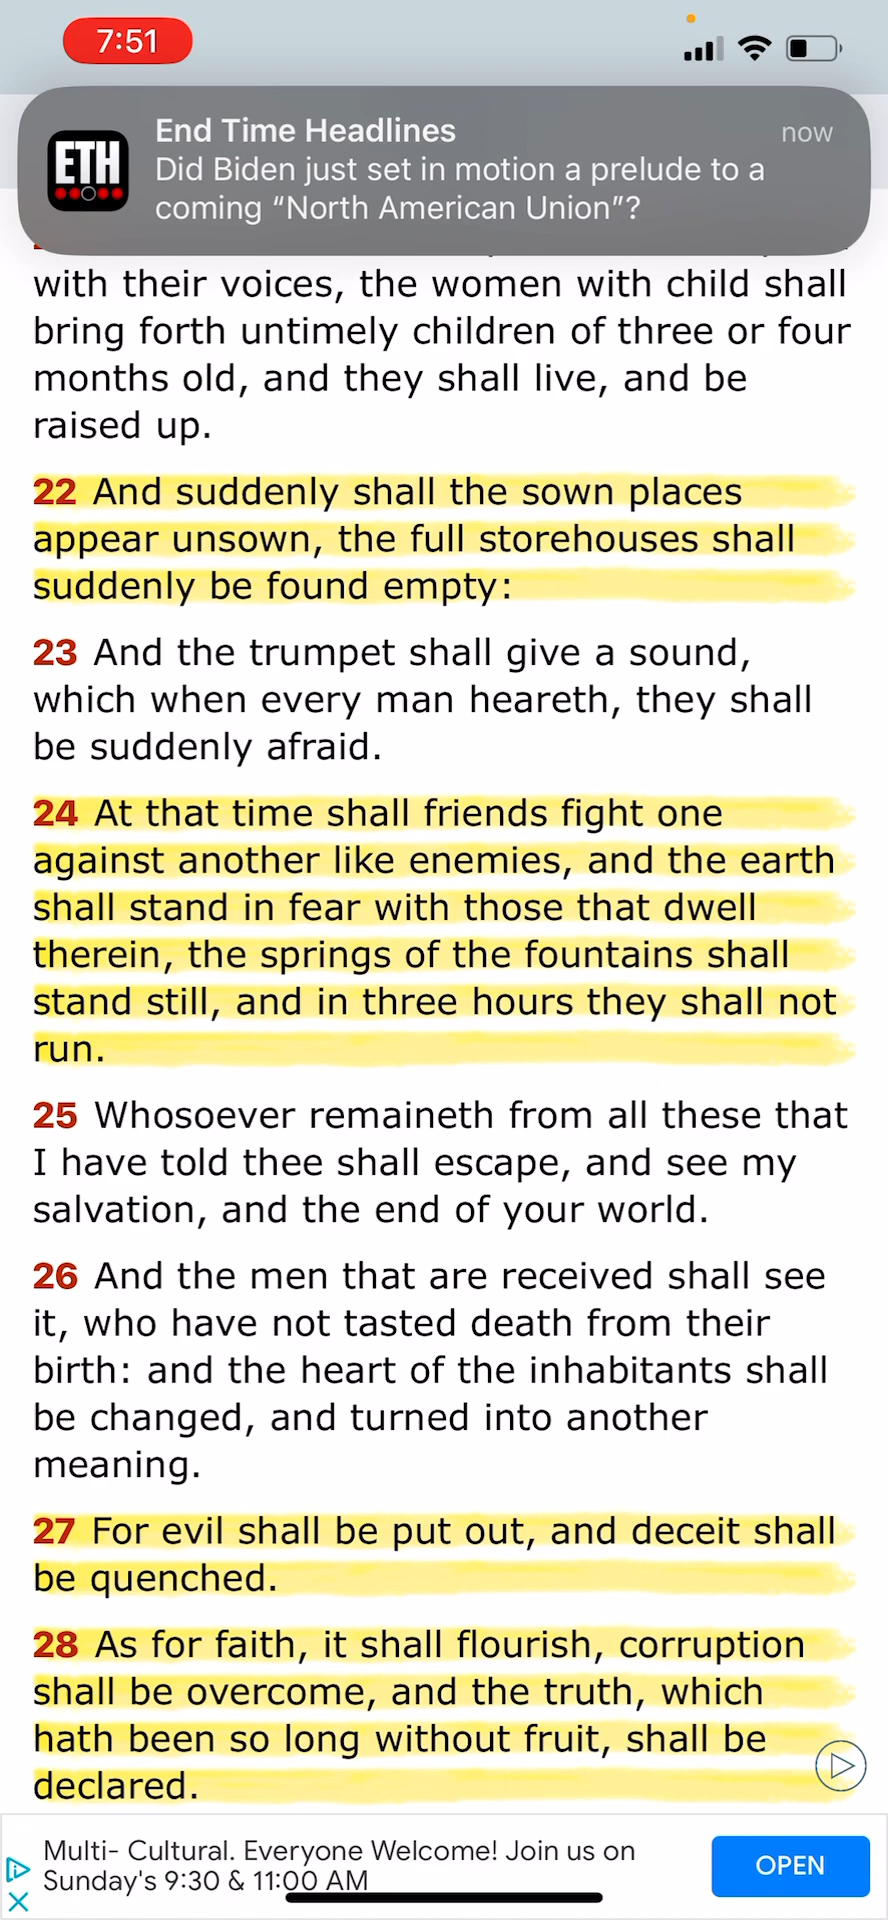 7:51
End Time Headlines
now
ETH
Did Biden just set in motion a prelude to a
coming “North American Union”?
with their voices, the women with child shall
bring forth untimely children of three or four
months old, and they shall live, and be
raised up.
22 And suddenly shall the sown places
appear unsown, the full storehouses shall
suddenly be found empty:
23 And the trumpet shall give a sound,
which when every man heareth, they shall
be suddenly afraid.
24 At that time shall friends fight one
against another like enemies, and the earth
shall stand in fear with those that dwell
therein, the springs of the fountains shall
stand still, and in three hours they shall not
run.
25 Whosoever remaineth from all these that
I have told thee shall escape, and see my
salvation, and the end of your world.
26 And the men that are received shall see
it, who have not tasted death from their
birth: and the heart of the inhabitants shall
be changed, and turned into another
meaning.
27 For evil shall be put out, and deceit shall
be quenched.
28 As for faith, it shall flourish, corruption
shall be overcome, and the truth, which
hath been so long without fruit, shall be
declared.
Multi- Cultural. Everyone Welcome! Join us on
Sunday's 9:30 & 11:00 AM
OPEN